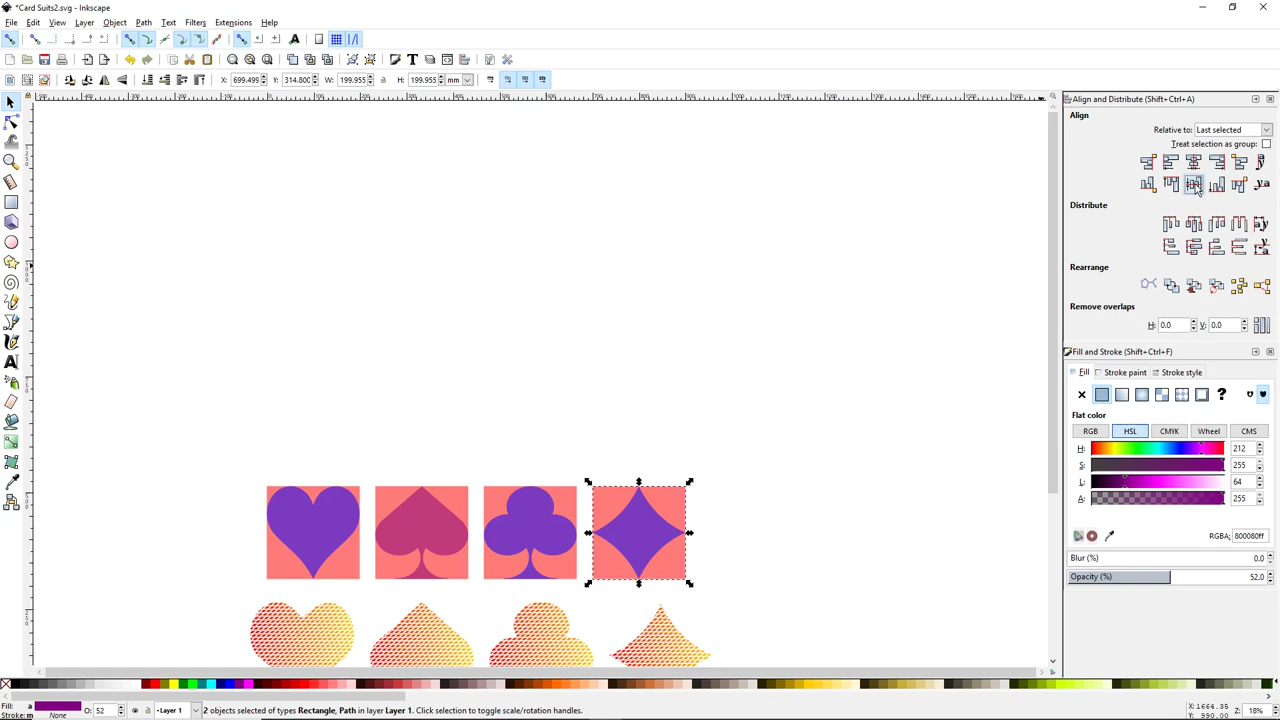 *Card Suits2.svg - Inkscape
File Edit View Layer Object Path Text Filters Extensions Help
X: 699.499 Y: 314.800 W: 199.955 H: 199.955 mm
Align and Distribute (Shift+Ctrl+A)
Align
Relative to: Last selected
Treat selection as group:
Distribute
Rearrange
Remove overlaps
H: 0.0 V: 0.0
Fill and Stroke (Shift+Ctrl+F)
Fill Stroke paint Stroke style
Flat color
RGB HSL CMYK Wheel CMS
H: 212
S: 255
L: 64
A: 255
RGBA: 800080ff
Blur (%) 0.0
Opacity (%) 52.0
Fill: a O: 52 Layer 1 2 objects selected of types Rectangle, Path in layer Layer 1. Click selection to toggle scale/rotation handles. X: 1664.35
Stroke: m None Y: 990.00 Z: 18%